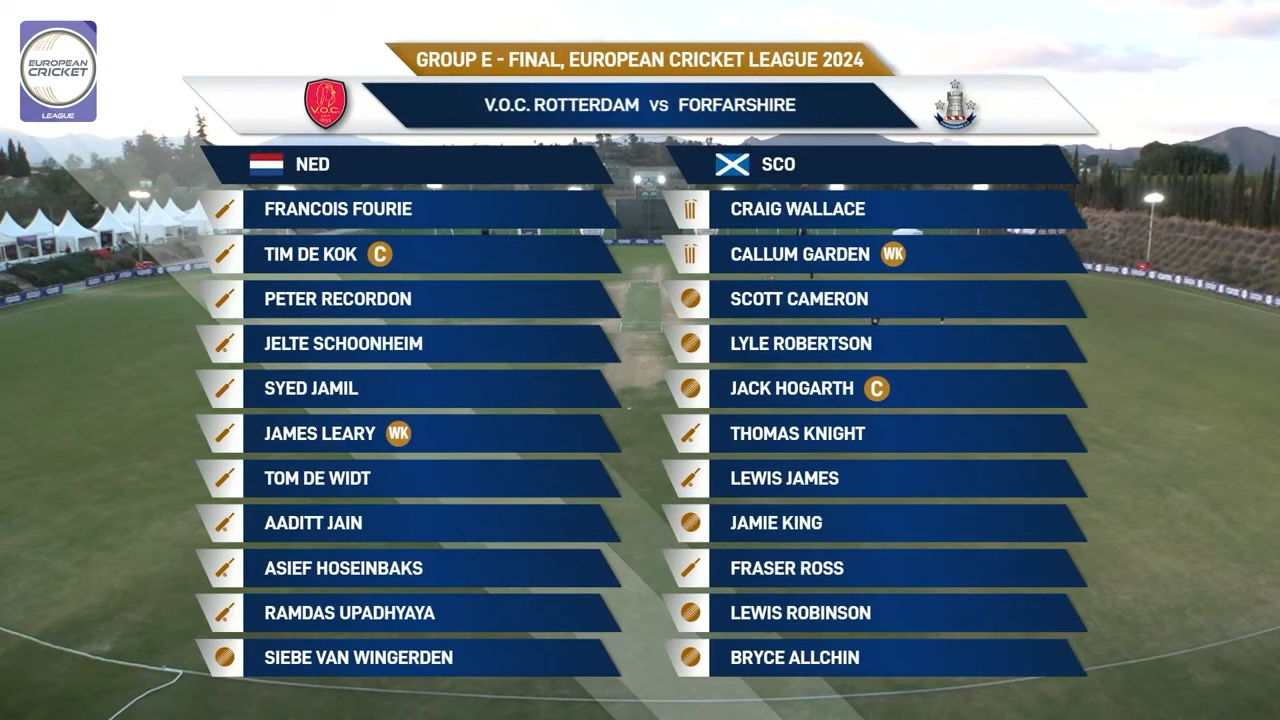 EUROPEAN
CRICKET
LEAGUE
GROUP E - FINAL, EUROPEAN CRICKET LEAGUE 2024
V.O.C.
V.O.C. ROTTERDAM VS FORFARSHIRE
NED
SCO
FRANCOIS FOURIE
CRAIG WALLACE
TIM DE KOK C
CALLUM GARDEN WK
PETER RECORDON
SCOTT CAMERON
JELTE SCHOONHEIM
LYLE ROBERTSON
SYED JAMIL
JACK HOGARTH C
JAMES LEARY WK
THOMAS KNIGHT
TOM DE WIDT
LEWIS JAMES
AADITT JAIN
JAMIE KING
ASIEF HOSEINBAKS
FRASER ROSS
RAMDAS UPADHYAYA
LEWIS ROBINSON
SIEBE VAN WINGERDEN
BRYCE ALLCHIN